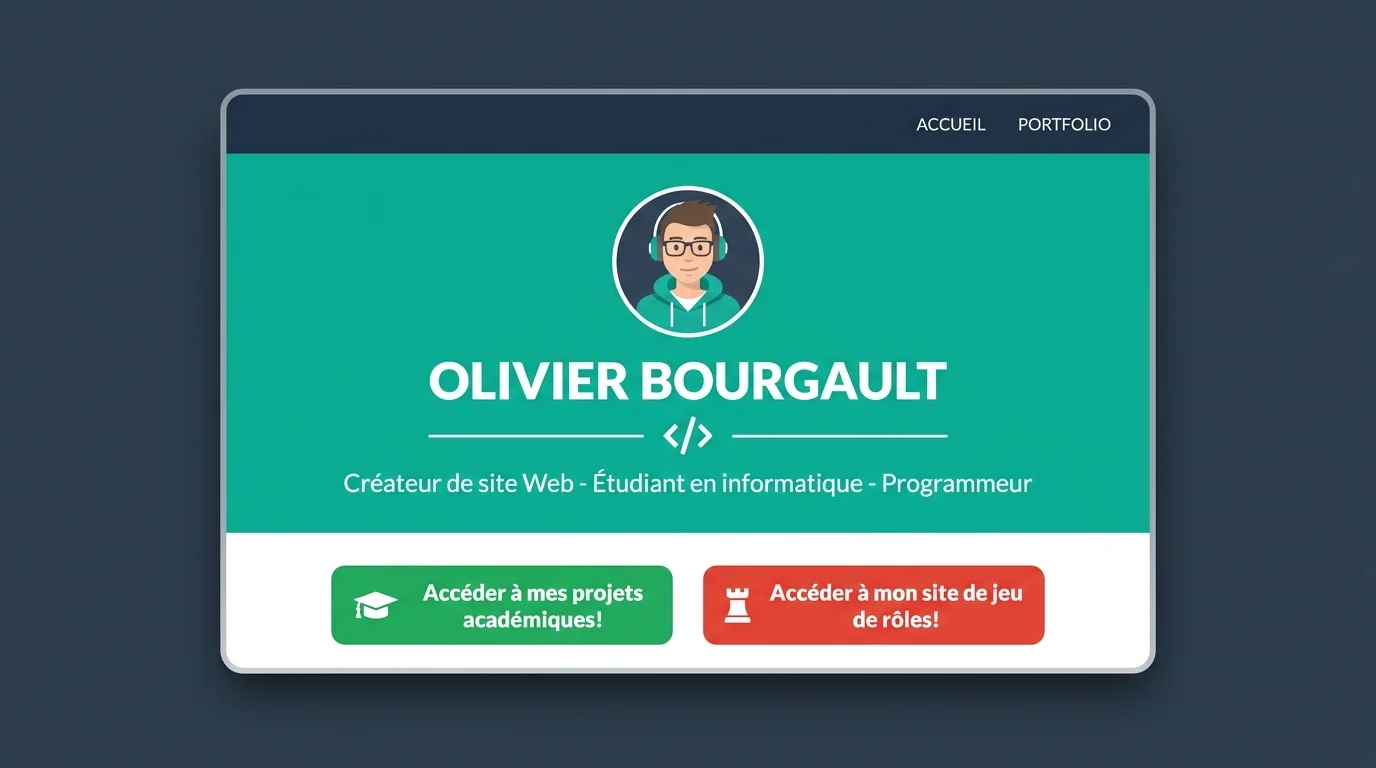 ACCUEIL PORTFOLIO
OLIVIER BOURGAULT
</>
Créateur de site Web - Étudiant en informatique - Programmeur
Accéder à mes projets
académiques!
Accéder à mon site de jeu
de rôles!